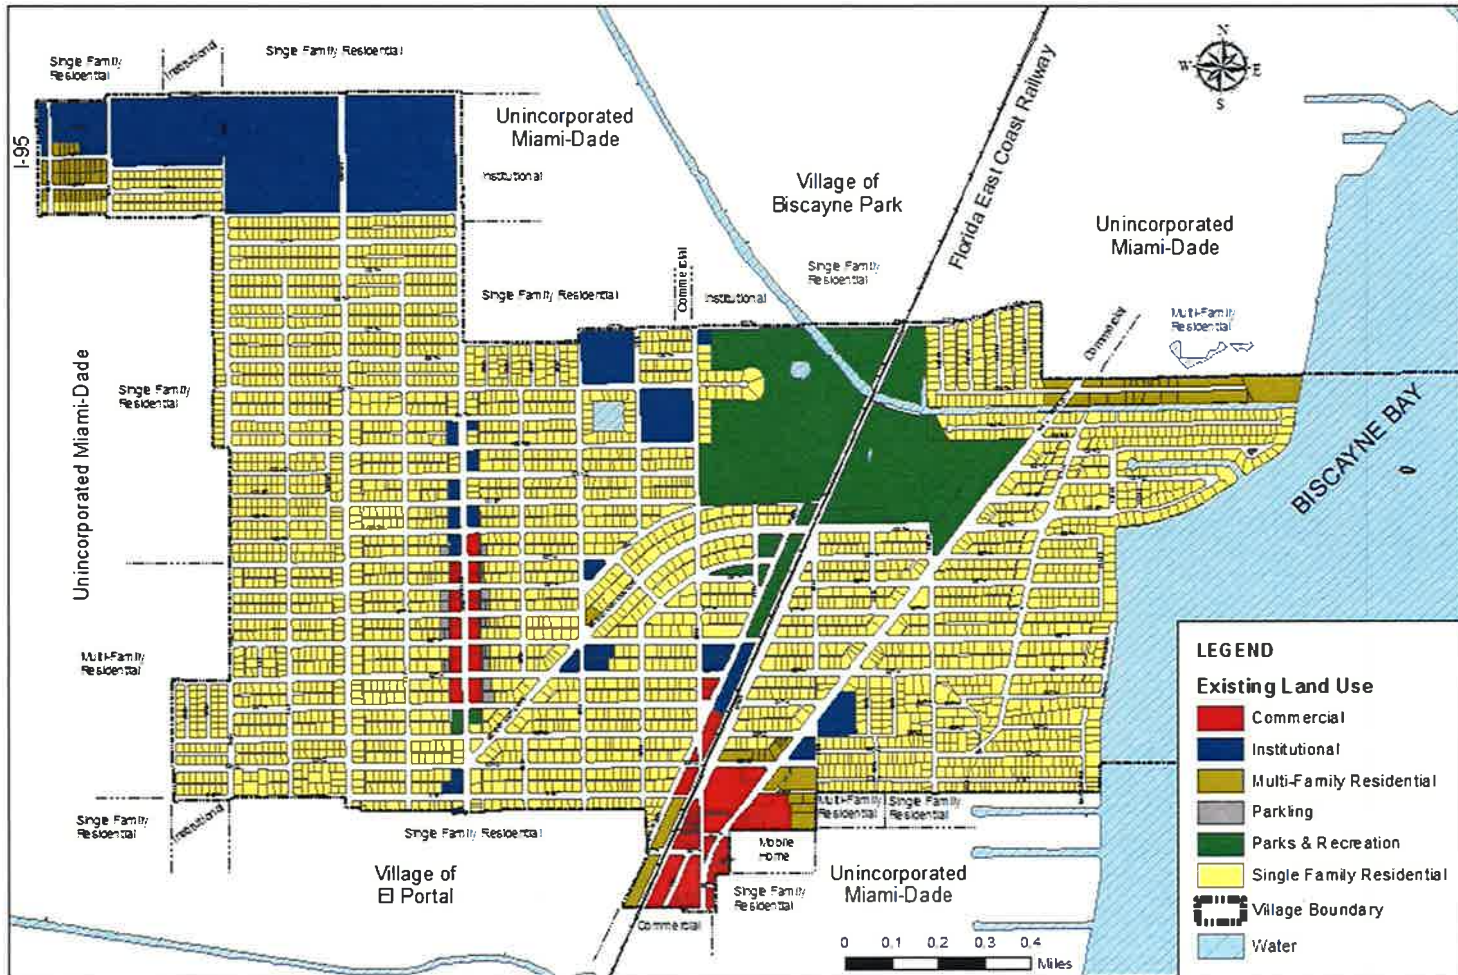 Single Family
Residential
Institutional
Single Family Residential
N
W
E
S
I-95
Unincorporated
Miami-Dade
Institutional
Village of
Biscayne Park
Florida East Coast Railway
Unincorporated
Miami-Dade
Single Family
Residential
Single Family Residential
Commercial
Institutional
Commercial
Multi-Family
Residential
Unincorporated Miami-Dade
Single Family
Residential
BISCAYNE BAY
Multi-Family
Residential
LEGEND
Existing Land Use
Commercial
Institutional
Multi-Family Residential
Parkling
Parks & Recreation
Single Family Residential
Village Boundary
Water
Single Family
Residential
Institutional
Single Family Residential
Multi-Family
Residential
Single Family
Residential
Mobile
Home
Village of
El Portal
Unincorporated
Miami-Dade
Single Family
Residential
Commercial
0 0.1 0.2 0.3 0.4
Miles